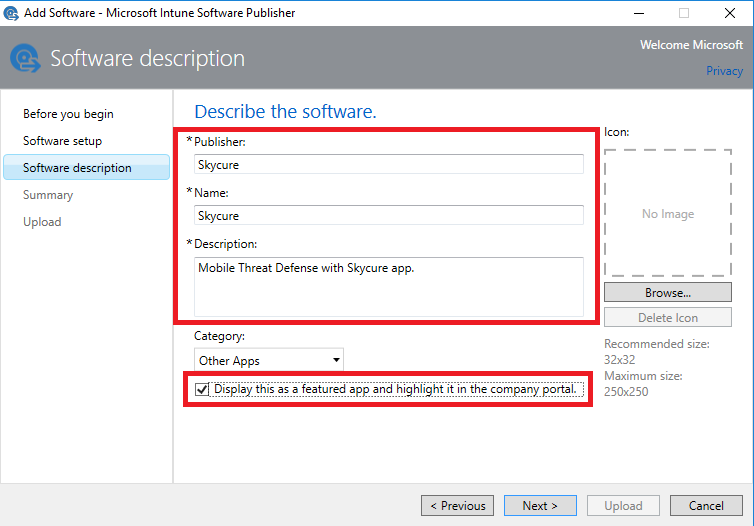 Add Software - Microsoft Intune Software Publisher
Welcome Microsoft
Software description
Privacy
Before you begin
Software setup
Software description
Summary
Upload
Describe the software.
*Publisher:
Skycure
*Name:
Skycure
*Description:
Mobile Threat Defense with Skycure app.
Category:
Other Apps
Display this as a featured app and highlight it in the company portal.
Icon:
No Image
Browse...
Delete Icon
Recommended size:
32x32
Maximum size:
250x250
< Previous
Next >
Upload
Cancel